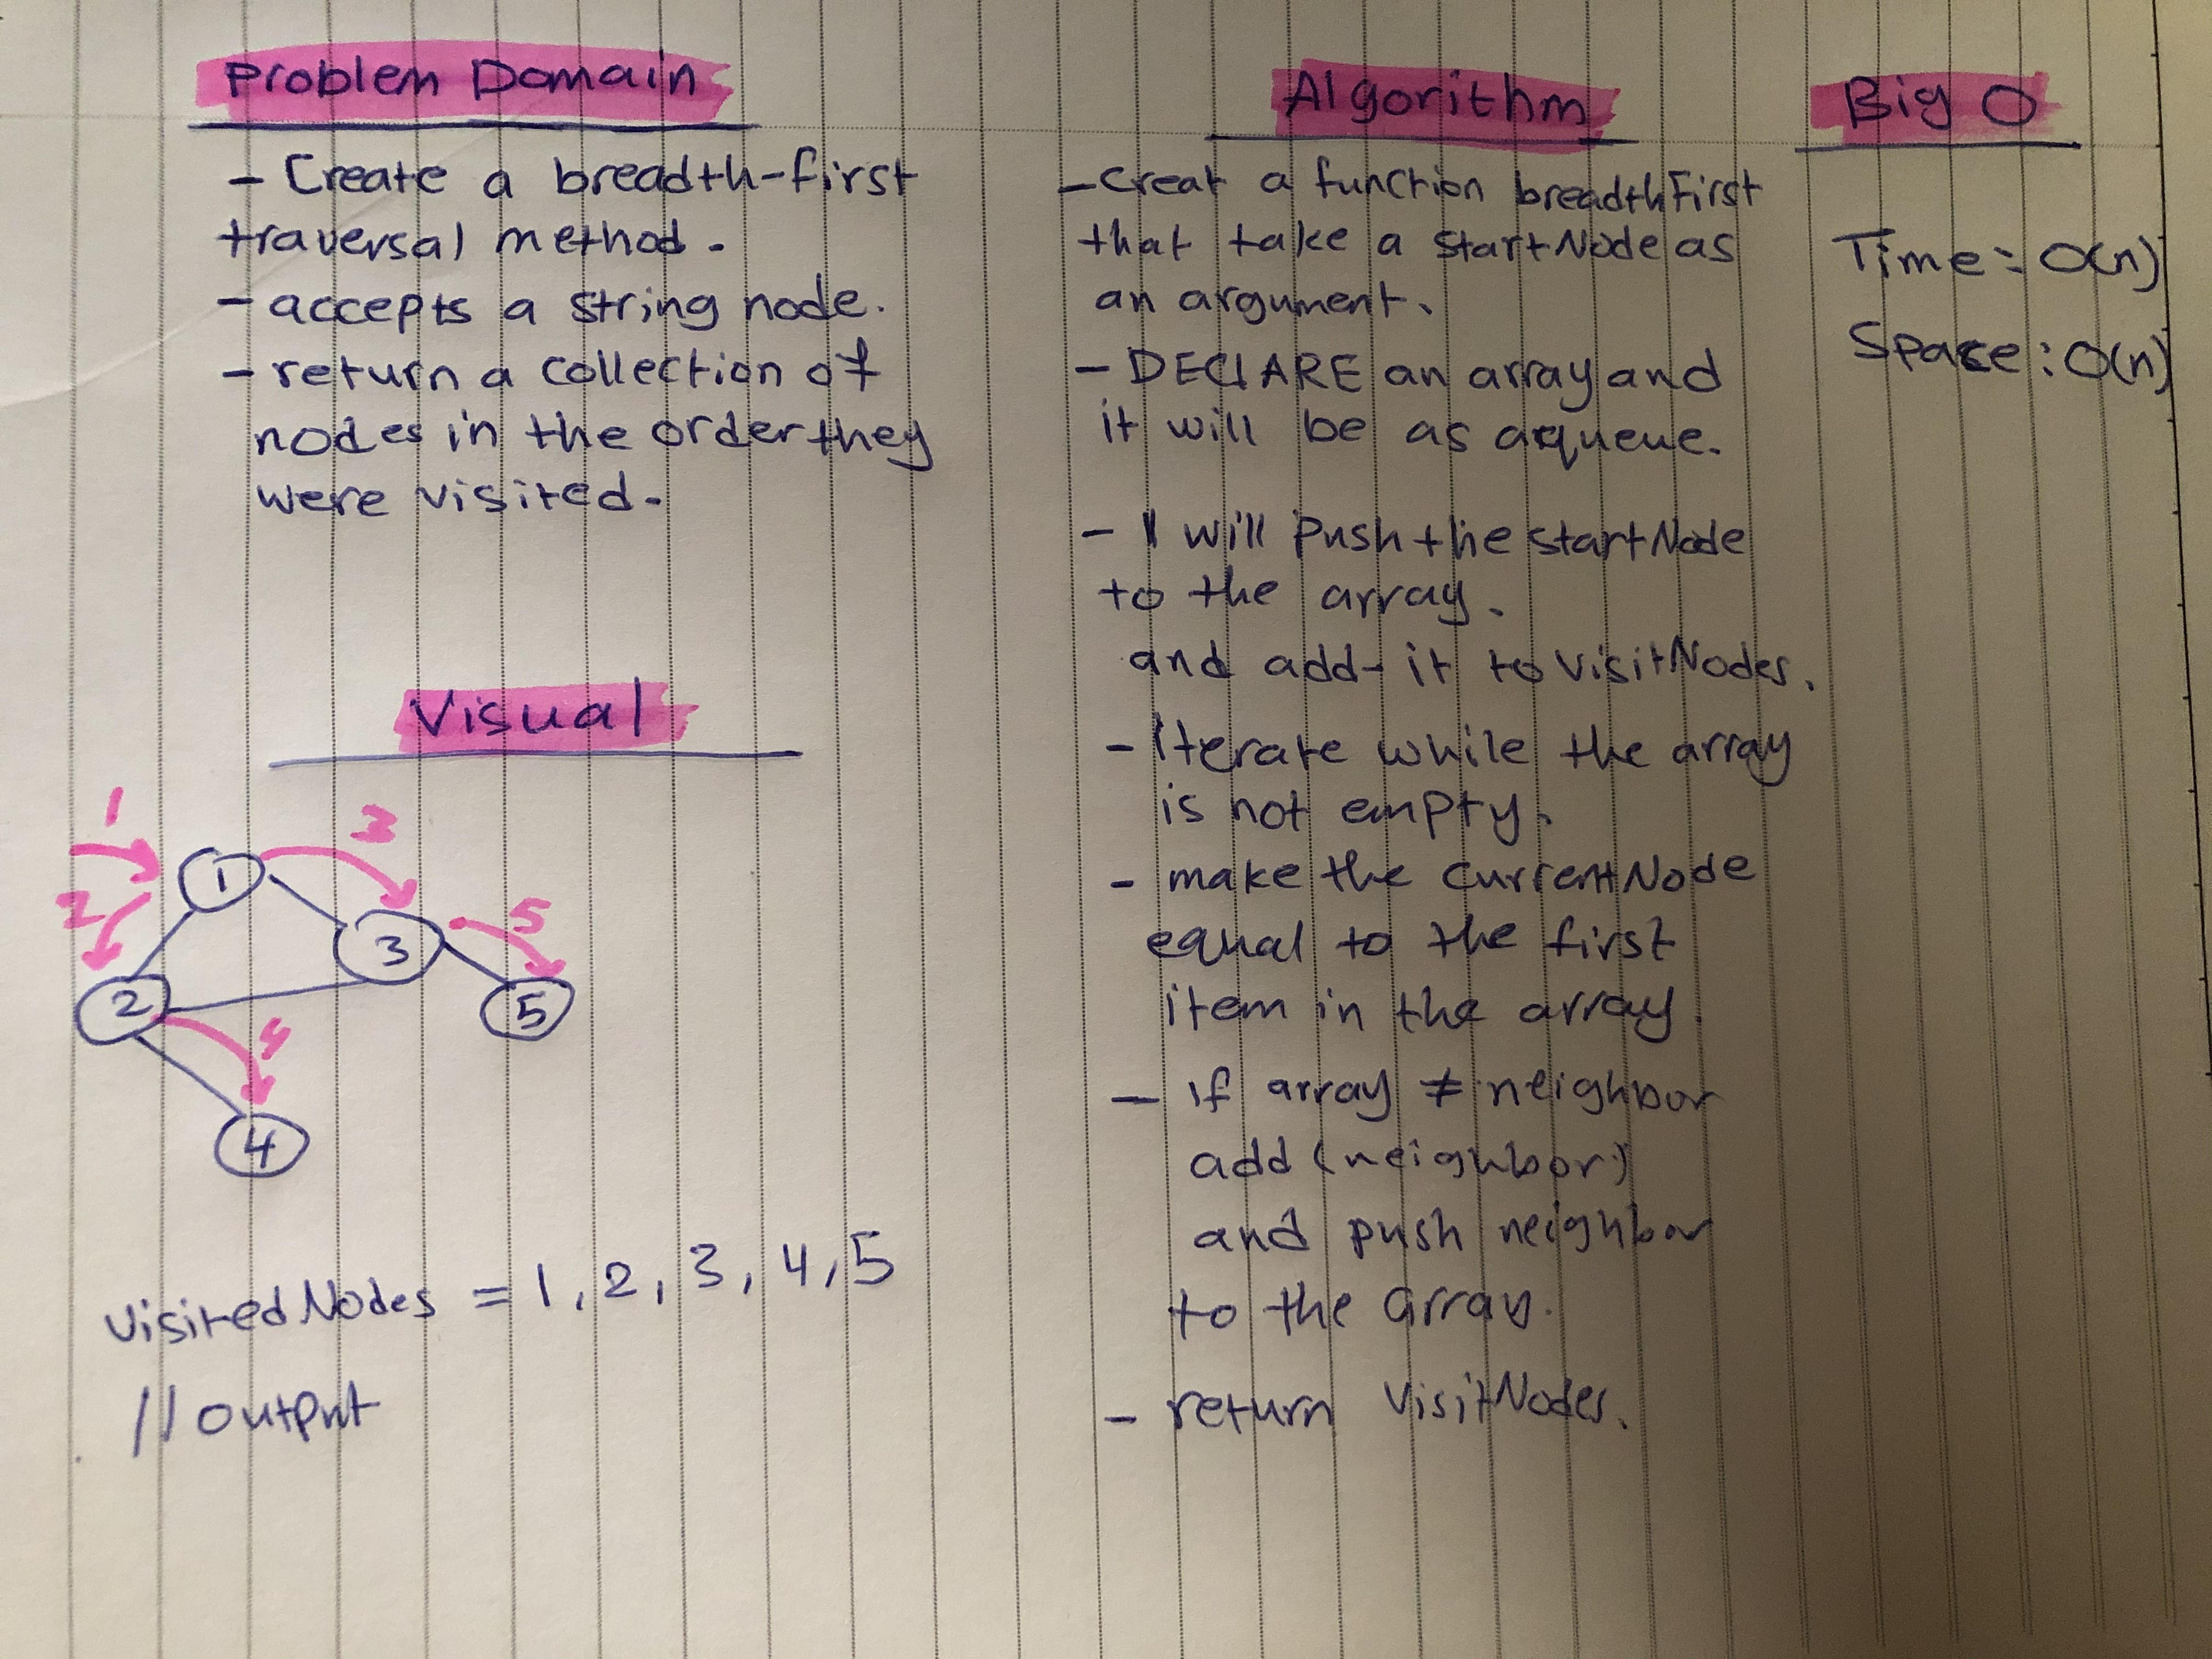 Problem Domain
- Create a breadth-first
traversal method.
- accepts a string node.
- return a collection of
nodes in the order they
were visited.
Visual
1
3
2
1
5
3
2
5
4
4
visitedNodes = 1, 2, 3, 4, 5
// output
Algorithm
- Creat a function breadthFirst
that take a startNode as
an argument.
- DECLARE an array and
it will be as a queue.
- I will push the startNode
to the array.
and add it to visitNodes.
- Iterate while the array
is not empty.
- make the currentNode
equal to the first
item in the array.
- if array ≠ neighbor
add (neighbor)
and push neighbor
to the array.
- return VisitNodes.
Big O
Time: O(n)
Space: O(n)